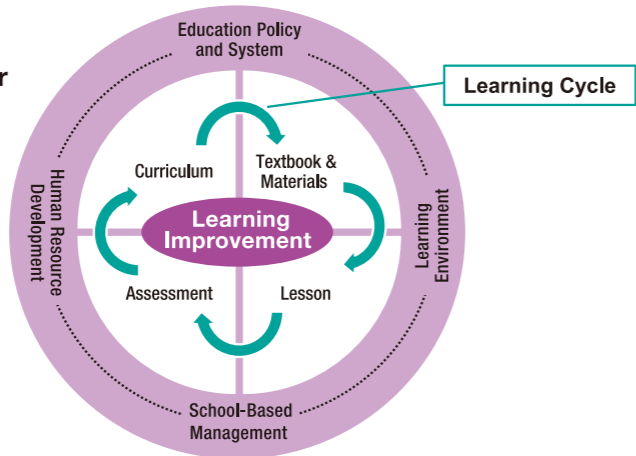 Education Policy
and System
r
Learning Cycle
Curriculum
Textbook &
Materials
Human Resource
Development
Learning
Improvement
Learning
Environment
Assessment
Lesson
School-Based
Management